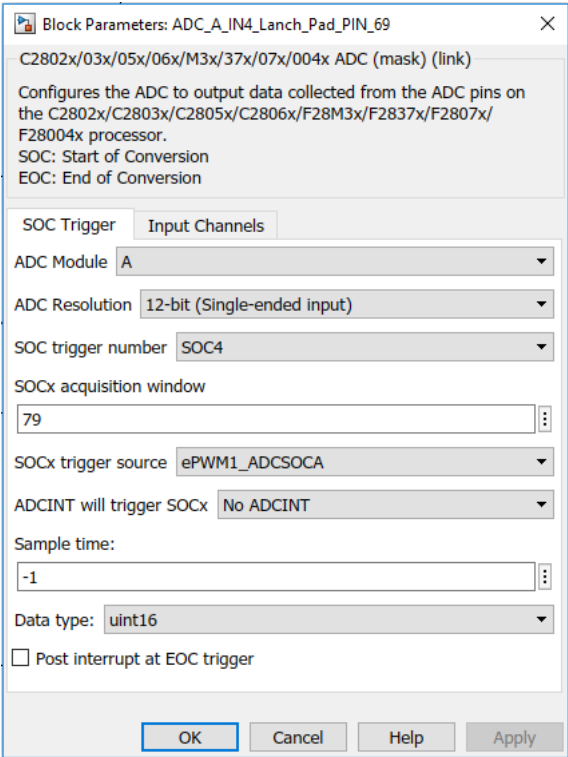 Block Parameters: ADC_A_IN4_Lanch_Pad_PIN_69
C2802x/03x/05x/06x/M3x/37x/07x/004x ADC (mask) (link)
Configures the ADC to output data collected from the ADC pins on
the C2802x/C2803x/C2805x/C2806x/F28M3x/F2837x/F2807x/
F28004x processor.
SOC: Start of Conversion
EOC: End of Conversion
SOC Trigger Input Channels
ADC Module A
ADC Resolution 12-bit (Single-ended input)
SOC trigger number SOC4
SOCx acquisition window
79
SOCx trigger source ePWM1_ADCSOCA
ADCINT will trigger SOCx No ADCINT
Sample time:
-1
Data type: uint16
Post interrupt at EOC trigger
OK Cancel Help Apply